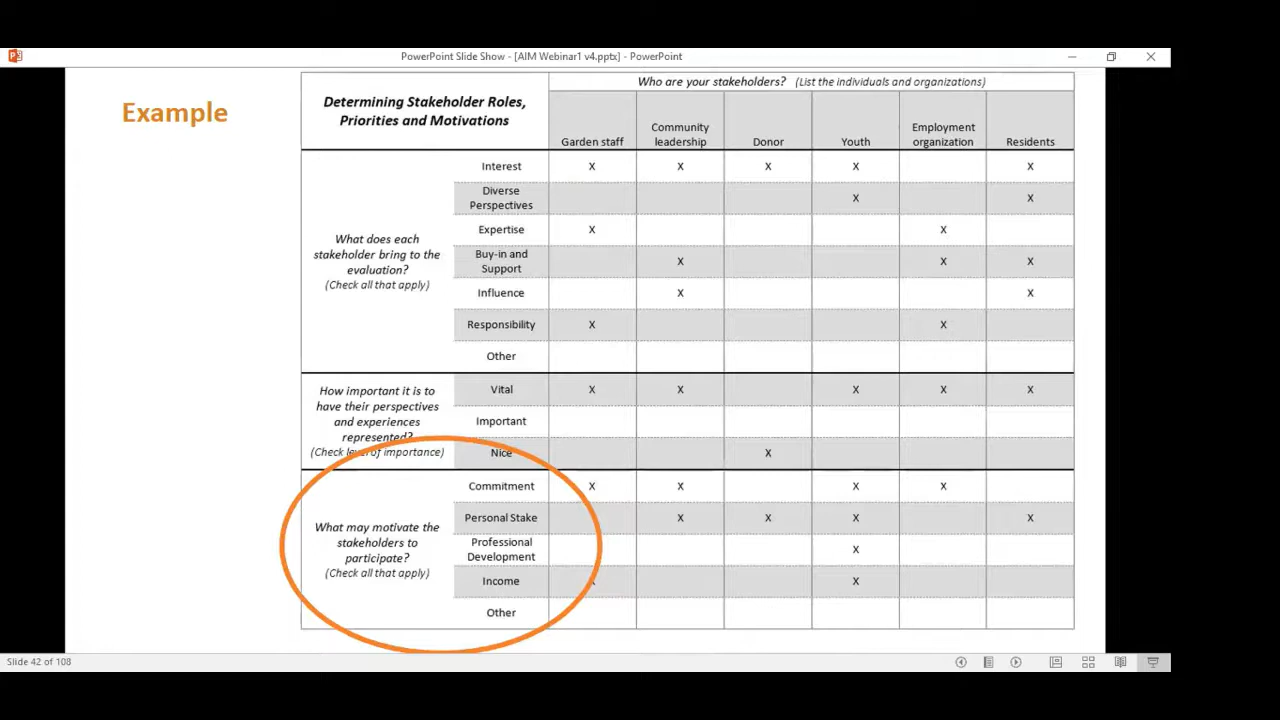 PowerPoint Slide Show - [AIM Webinar1 v4.pptx] - PowerPoint
Example
Determining Stakeholder Roles,
Priorities and Motivations
Who are your stakeholders? (List the individuals and organizations)
Garden staff
Community
leadership
Donor
Youth
Employment
organization
Residents
What does each
stakeholder bring to the
evaluation?
(Check all that apply)
Interest X X X X X
Diverse
Perspectives X X
Expertise X X
Buy-in and
Support X X X
Influence X X
Responsibility X X
Other
How important it is to
have their perspectives
and experiences
represented?
(Check level of importance)
Vital X X X X X
Important
Nice X
What may motivate the
stakeholders to
participate?
(Check all that apply)
Commitment X X X X
Personal Stake X X X X
Professional
Development X
Income X X
Other
Slide 42 of 108